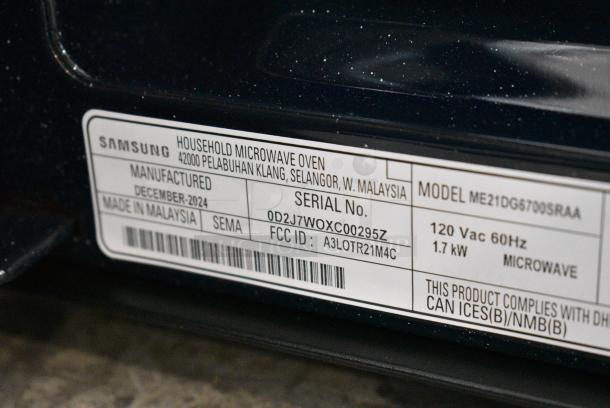 SAMSUNG HOUSEHOLD MICROWAVE OVEN
42000 PELABUHAN KLANG, SELANGOR, W. MALAYSIA
MANUFACTURED
DECEMBER-2024
SERIAL No.
0D2J7WOXC00295Z
MADE IN MALAYSIA
SEMA
FCC ID : A3LOTR21M4C
MODEL ME21DG6700SRAA
120 Vac 60Hz
1.7 kW MICROWAVE
THIS PRODUCT COMPLIES WITH DH
CAN ICES(B)/NMB(B)